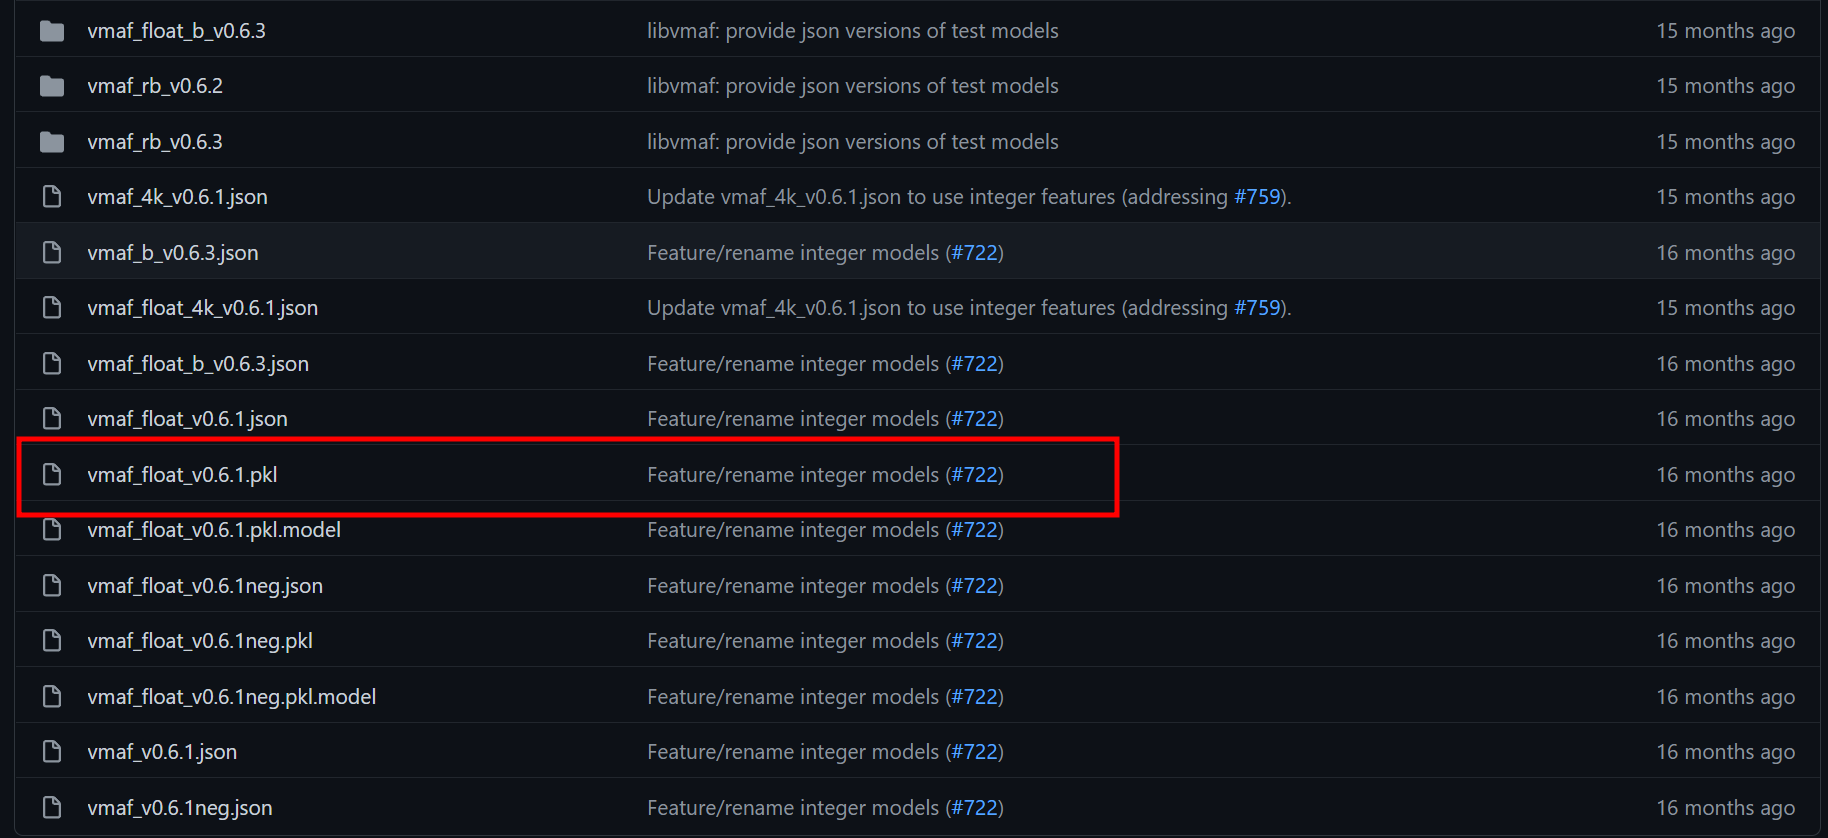 vmaf_float_b_v0.6.3 libvmaf: provide json versions of test models 15 months ago
vmaf_rb_v0.6.2 libvmaf: provide json versions of test models 15 months ago
vmaf_rb_v0.6.3 libvmaf: provide json versions of test models 15 months ago
vmaf_4k_v0.6.1.json Update vmaf_4k_v0.6.1.json to use integer features (addressing #759). 15 months ago
vmaf_b_v0.6.3.json Feature/rename integer models (#722) 16 months ago
vmaf_float_4k_v0.6.1.json Update vmaf_4k_v0.6.1.json to use integer features (addressing #759). 15 months ago
vmaf_float_b_v0.6.3.json Feature/rename integer models (#722) 16 months ago
vmaf_float_v0.6.1.json Feature/rename integer models (#722) 16 months ago
vmaf_float_v0.6.1.pkl Feature/rename integer models (#722) 16 months ago
vmaf_float_v0.6.1.pkl.model Feature/rename integer models (#722) 16 months ago
vmaf_float_v0.6.1neg.json Feature/rename integer models (#722) 16 months ago
vmaf_float_v0.6.1neg.pkl Feature/rename integer models (#722) 16 months ago
vmaf_float_v0.6.1neg.pkl.model Feature/rename integer models (#722) 16 months ago
vmaf_v0.6.1.json Feature/rename integer models (#722) 16 months ago
vmaf_v0.6.1neg.json Feature/rename integer models (#722) 16 months ago